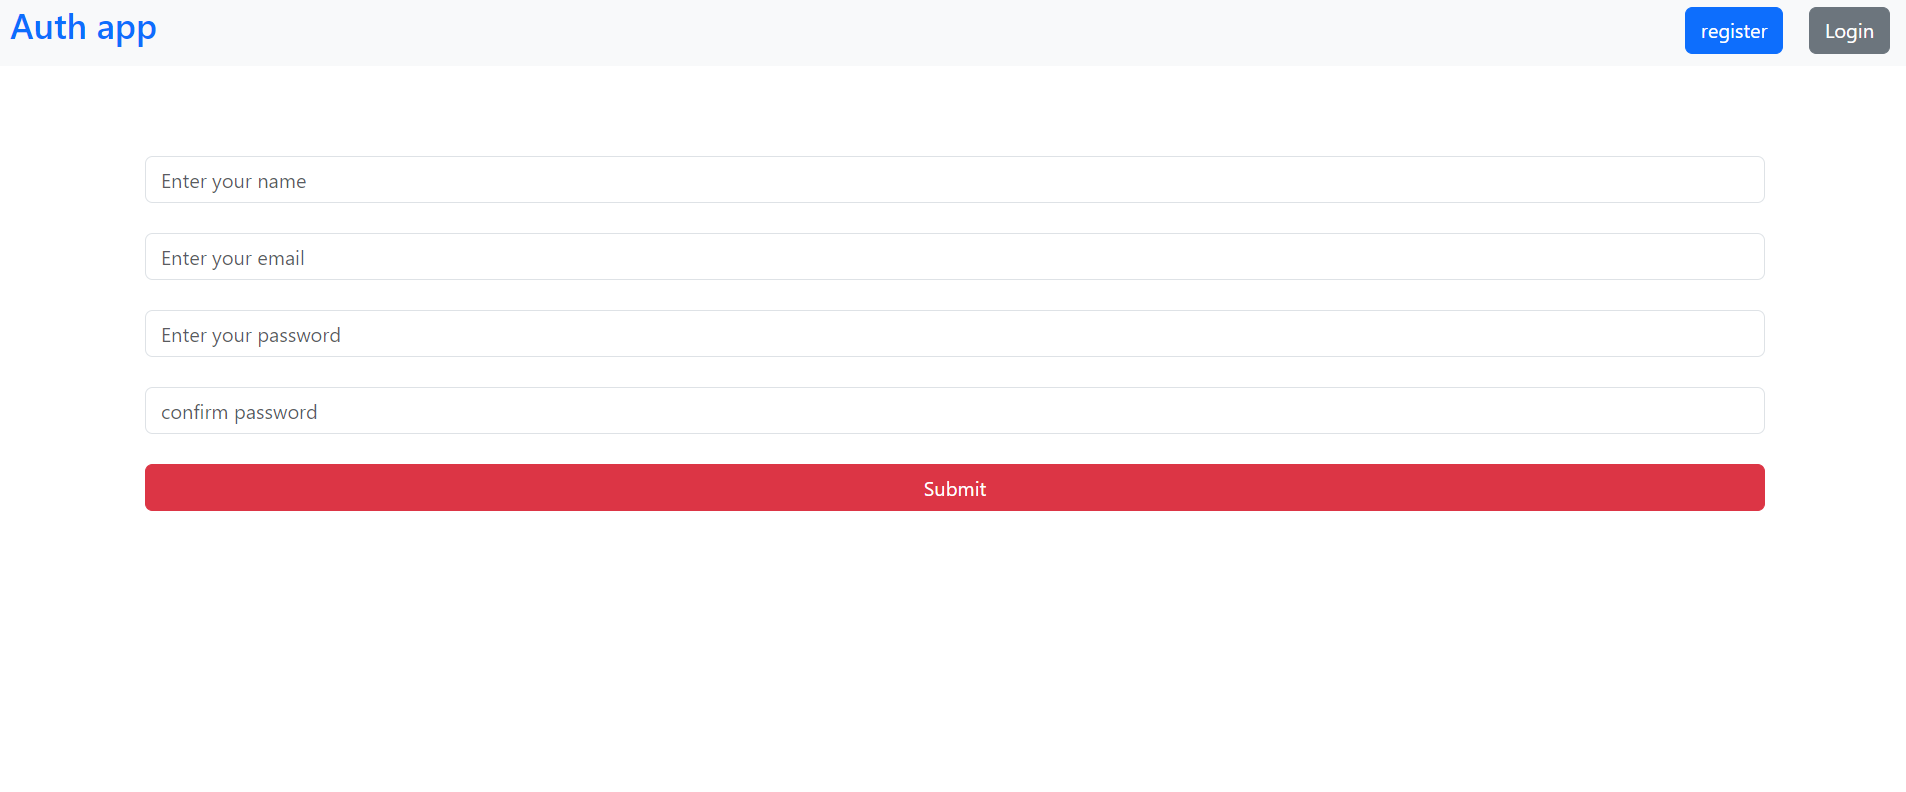 Auth app
register
Login
Enter your name
Enter your email
Enter your password
confirm password
Submit